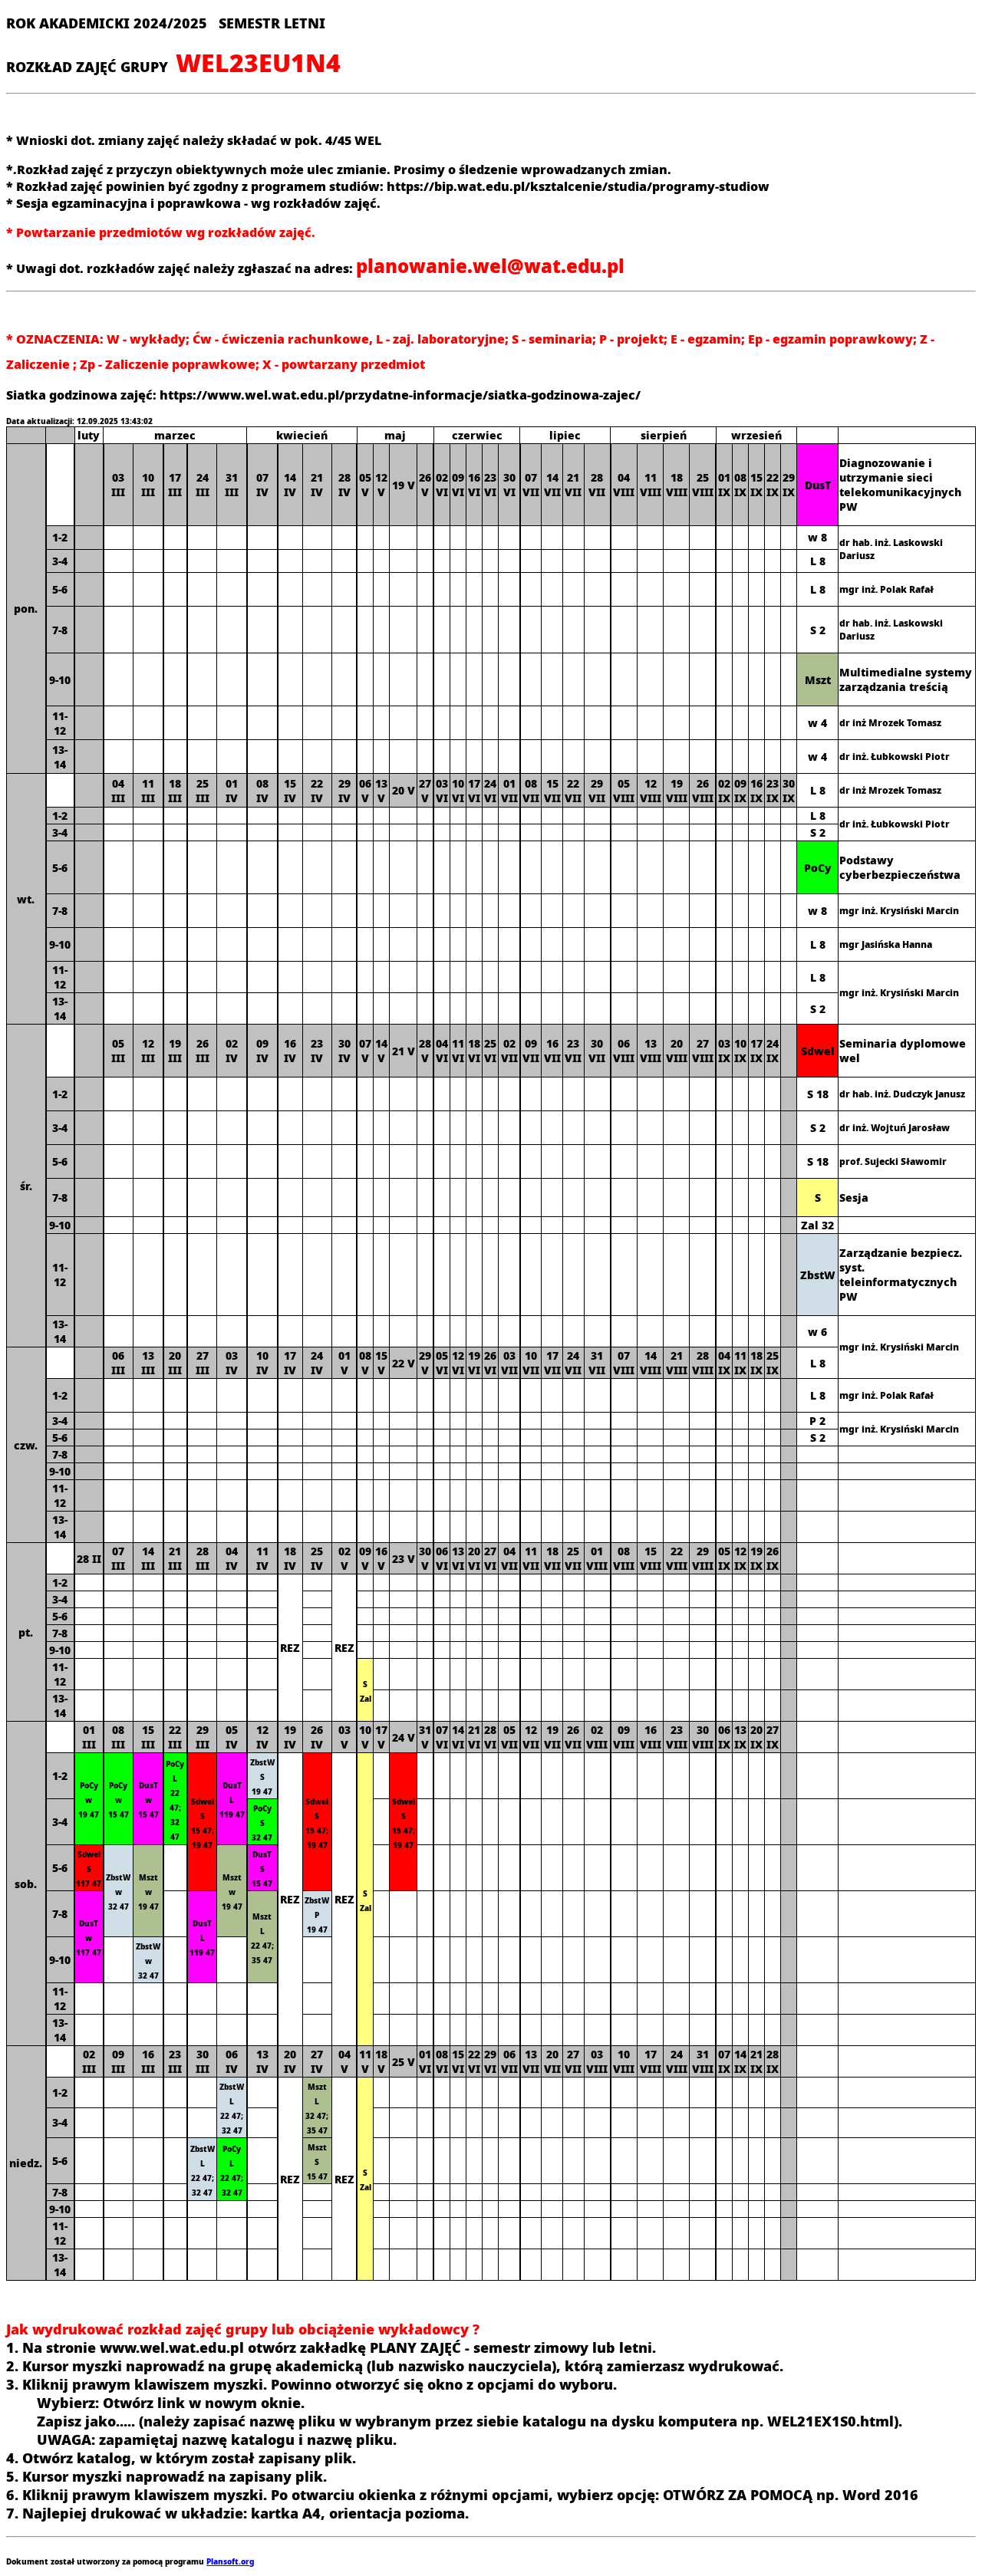 ROK AKADEMICKI 2024/2025 SEMESTR LETNI
ROZKŁAD ZAJĘĆ GRUPY WEL23EU1N4
* Wnioski dot. zmiany zajęć należy składać w pok. 4/45 WEL
*.Rozkład zajęć z przyczyn obiektywnych może ulec zmianie. Prosimy o śledzenie wprowadzanych zmian.
* Rozkład zajęć powinien być zgodny z programem studiów: https://bip.wat.edu.pl/ksztalcenie/studia/programy-studiow
* Sesja egzaminacyjna i poprawkowa - wg rozkładów zajęć.
* Powtarzanie przedmiotów wg rozkładów zajęć.
* Uwagi dot. rozkładów zajęć należy zgłaszać na adres: planowanie.wel@wat.edu.pl
* OZNACZENIA: W - wykłady; Ćw - ćwiczenia rachunkowe, L - zaj. laboratoryjne; S - seminaria; P - projekt; E - egzamin; Ep - egzamin poprawkowy; Z -
Zaliczenie ; Zp - Zaliczenie poprawkowe; X - powtarzany przedmiot
Siatka godzinowa zajęć: https://www.wel.wat.edu.pl/przydatne-informacje/siatka-godzinowa-zajec/
Data aktualizacji: 12.09.2025 13:43:02
luty marzec kwiecień maj czerwiec lipiec sierpień wrzesień
pon. 03 III 10 III 17 III 24 III 31 III 07 IV 14 IV 21 IV 28 IV 05 V 12 V 19 V 26 V 02 VI 09 VI 16 VI 23 VI 30 VI 07 VII 14 VII 21 VII 28 VII 04 VIII 11 VIII 18 VIII 25 VIII 01 IX 08 IX 15 IX 22 IX 29 IX DusT Diagnozowanie i utrzymanie sieci telekomunikacyjnych PW
1-2 w 8 dr hab. inż. Laskowski Dariusz
3-4 L 8
5-6 L 8 mgr inż. Polak Rafał
7-8 S 2 dr hab. inż. Laskowski Dariusz
9-10 Mszt Multimedialne systemy zarządzania treścią
11-12 w 4 dr inż Mrozek Tomasz
13-14 w 4 dr inż. Łubkowski Piotr
wt. 04 III 11 III 18 III 25 III 01 IV 08 IV 15 IV 22 IV 29 IV 06 V 13 V 20 V 27 V 03 VI 10 VI 17 VI 24 VI 01 VII 08 VII 15 VII 22 VII 29 VII 05 VIII 12 VIII 19 VIII 26 VIII 02 IX 09 IX 16 IX 23 IX 30 IX L 8 dr inż Mrozek Tomasz
1-2 L 8 dr inż. Łubkowski Piotr
3-4 S 2
5-6 PoCy Podstawy cyberbezpieczeństwa
7-8 w 8 mgr inż. Krysiński Marcin
9-10 L 8 mgr Jasińska Hanna
11-12 L 8 mgr inż. Krysiński Marcin
13-14 S 2
śr. 05 III 12 III 19 III 26 III 02 IV 09 IV 16 IV 23 IV 30 IV 07 V 14 V 21 V 28 V 04 VI 11 VI 18 VI 25 VI 02 VII 09 VII 16 VII 23 VII 30 VII 06 VIII 13 VIII 20 VIII 27 VIII 03 IX 10 IX 17 IX 24 IX Sdwel Seminaria dyplomowe wel
1-2 S 18 dr hab. inż. Dudczyk Janusz
3-4 S 2 dr inż. Wojtuń Jarosław
5-6 S 18 prof. Sujecki Sławomir
7-8 S Sesja
9-10 Zal 32
11-12 ZbstW Zarządzanie bezpiecz. syst. teleinformatycznych PW
13-14 w 6 mgr inż. Krysiński Marcin
czw. 06 III 13 III 20 III 27 III 03 IV 10 IV 17 IV 24 IV 01 V 08 V 15 V 22 V 29 V 05 VI 12 VI 19 VI 26 VI 03 VII 10 VII 17 VII 24 VII 31 VII 07 VIII 14 VIII 21 VIII 28 VIII 04 IX 11 IX 18 IX 25 IX L 8
1-2 L 8 mgr inż. Polak Rafał
3-4 P 2 mgr inż. Krysiński Marcin
5-6 S 2
7-8
9-10
11-12
13-14
pt. 28 II 07 III 14 III 21 III 28 III 04 IV 11 IV 18 IV 25 IV 02 V 09 V 16 V 23 V 30 V 06 VI 13 VI 20 VI 27 VI 04 VII 11 VII 18 VII 25 VII 01 VIII 08 VIII 15 VIII 22 VIII 29 VIII 05 IX 12 IX 19 IX 26 IX
1-2 REZ REZ
3-4
5-6
7-8
9-10
11-12 S Zal
13-14
sob. 01 III 08 III 15 III 22 III 29 III 05 IV 12 IV 19 IV 26 IV 03 V 10 V 17 V 24 V 31 V 07 VI 14 VI 21 VI 28 VI 05 VII 12 VII 19 VII 26 VII 02 VIII 09 VIII 16 VIII 23 VIII 30 VIII 06 IX 13 IX 20 IX 27 IX
1-2 PoCy w 19 47 PoCy w 15 47 DusT w 15 47 PoCy L 22 47; 32 47 Sdwel S 15 47; 19 47 DusT L 119 47 ZbstW S 19 47 REZ Sdwel S 15 47; 19 47 REZ S Zal Sdwel S 15 47; 19 47
3-4 PoCy S 32 47
5-6 Sdwel S 117 47 ZbstW w 32 47 Mszt w 19 47 Mszt w 19 47 DusT S 15 47
7-8 DusT w 117 47 DusT L 119 47 Mszt L 22 47; 35 47 ZbstW P 19 47
9-10 ZbstW w 32 47
11-12
13-14
niedz. 02 III 09 III 16 III 23 III 30 III 06 IV 13 IV 20 IV 27 IV 04 V 11 V 18 V 25 V 01 VI 08 VI 15 VI 22 VI 29 VI 06 VII 13 VII 20 VII 27 VII 03 VIII 10 VIII 17 VIII 24 VIII 31 VIII 07 IX 14 IX 21 IX 28 IX
1-2 ZbstW L 22 47; 32 47 REZ Mszt L 32 47; 35 47 REZ S Zal
3-4
5-6 ZbstW L 22 47; 32 47 PoCy L 22 47; 32 47 Mszt S 15 47
7-8
9-10
11-12
13-14
Jak wydrukować rozkład zajęć grupy lub obciążenie wykładowcy ?
1. Na stronie www.wel.wat.edu.pl otwórz zakładkę PLANY ZAJĘĆ - semestr zimowy lub letni.
2. Kursor myszki naprowadź na grupę akademicką (lub nazwisko nauczyciela), którą zamierzasz wydrukować.
3. Kliknij prawym klawiszem myszki. Powinno otworzyć się okno z opcjami do wyboru.
Wybierz: Otwórz link w nowym oknie.
Zapisz jako..... (należy zapisać nazwę pliku w wybranym przez siebie katalogu na dysku komputera np. WEL21EX1S0.html).
UWAGA: zapamiętaj nazwę katalogu i nazwę pliku.
4. Otwórz katalog, w którym został zapisany plik.
5. Kursor myszki naprowadź na zapisany plik.
6. Kliknij prawym klawiszem myszki. Po otwarciu okienka z różnymi opcjami, wybierz opcję: OTWÓRZ ZA POMOCĄ np. Word 2016
7. Najlepiej drukować w układzie: kartka A4, orientacja pozioma.
Dokument został utworzony za pomocą programu Plansoft.org